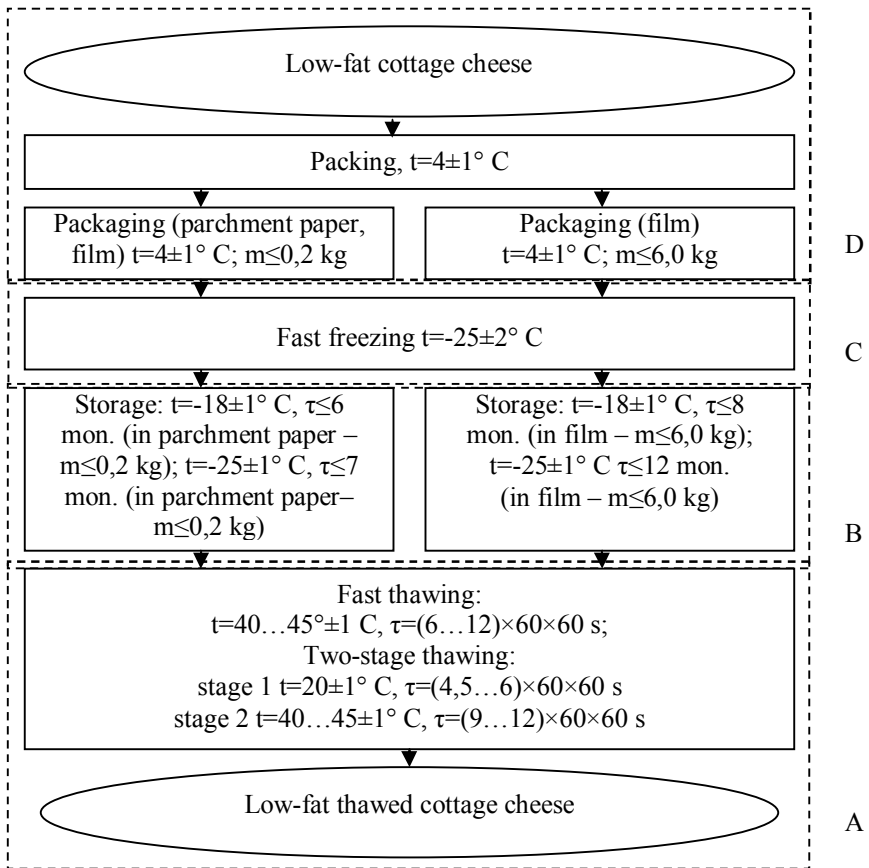 Low-fat cottage cheese
Packing, t=4±1° C
Packaging (parchment paper,
film) t=4±1° C; m≤0,2 kg
Packaging (film)
t=4±1° C; m≤6,0 kg
D
Fast freezing t=-25±2° C
C
Storage: t=-18±1° C, τ≤6
mon. (in parchment paper –
m≤0,2 kg); t=-25±1° C, τ≤7
mon. (in parchment paper–
m≤0,2 kg)
Storage: t=-18±1° C, τ≤8
mon. (in film – m≤6,0 kg);
t=-25±1° C τ≤12 mon.
(in film – m≤6,0 kg)
B
Fast thawing:
t=40…45°±1 C, τ=(6…12)×60×60 s;
Two-stage thawing:
stage 1 t=20±1° C, τ=(4,5…6)×60×60 s
stage 2 t=40…45±1° C, τ=(9…12)×60×60 s
Low-fat thawed cottage cheese
A